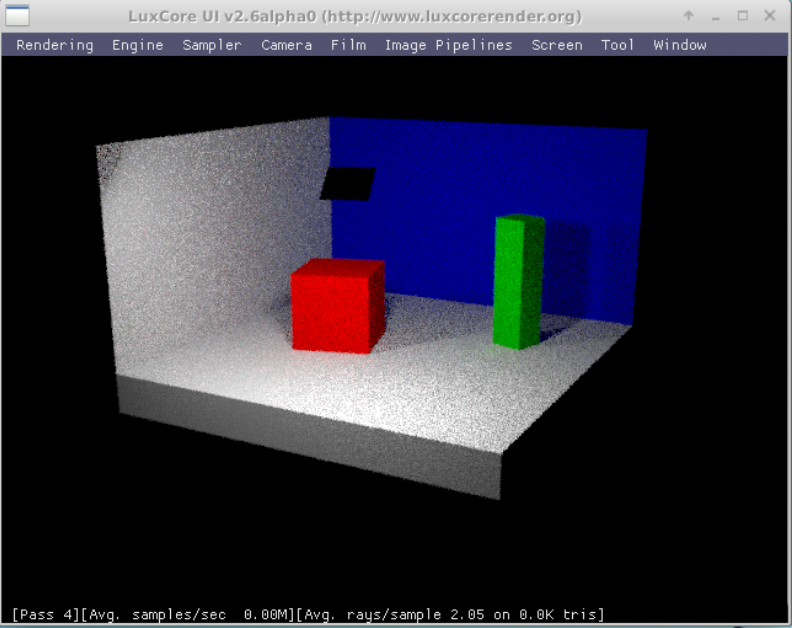 LuxCore UI v2.6alpha0 (http://www.luxcorerender.org)
Rendering Engine Sampler Camera Film Image Pipelines Screen Tool Window
[Pass 4][Avg. samples/sec  0.00M][Avg. rays/sample 2.05 on 0.0K tris]